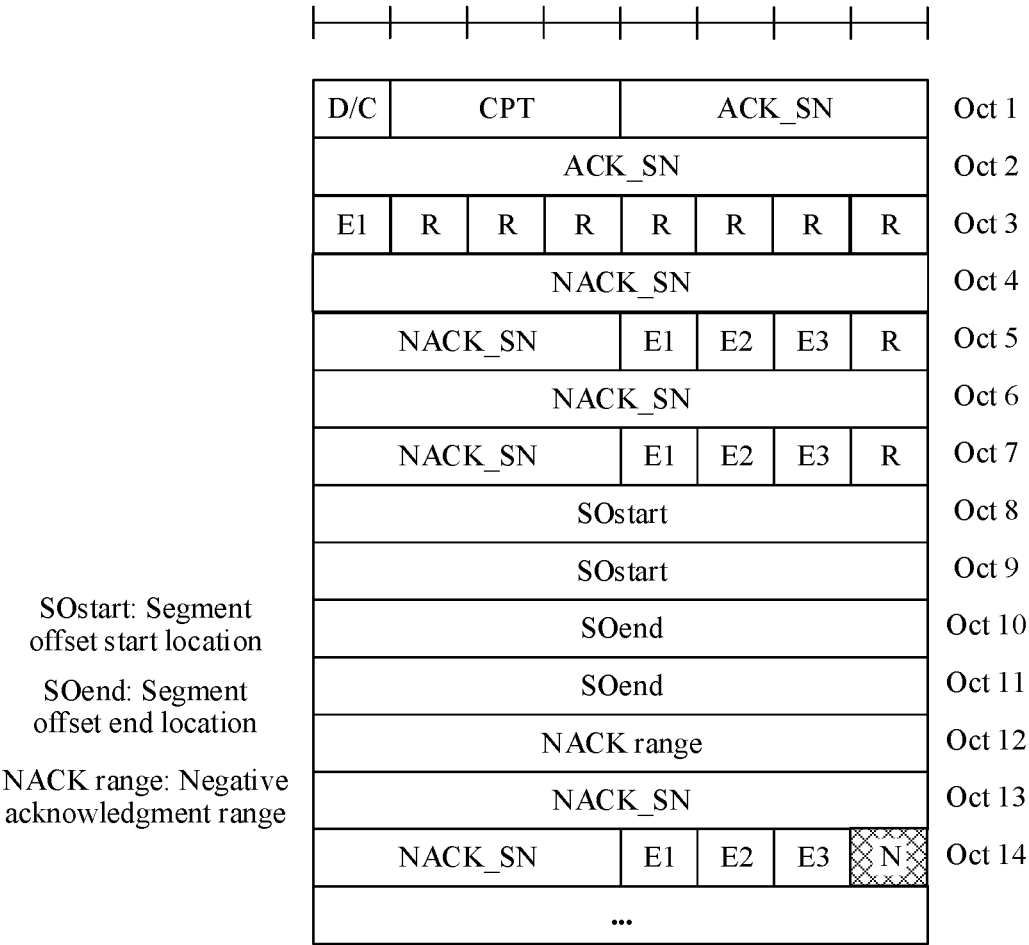 D/C CPT ACK_SN Oct 1
ACK_SN Oct 2
E1 R R R R R R R Oct 3
NACK_SN Oct 4
NACK_SN E1 E2 E3 R Oct 5
NACK_SN Oct 6
NACK_SN E1 E2 E3 R Oct 7
SOstart Oct 8
SOstart Oct 9
SOend Oct 10
SOend Oct 11
NACK range Oct 12
NACK_SN Oct 13
NACK_SN E1 E2 E3 N Oct 14
...
SOstart: Segment
offset start location
SOend: Segment
offset end location
NACK range: Negative
acknowledgment range